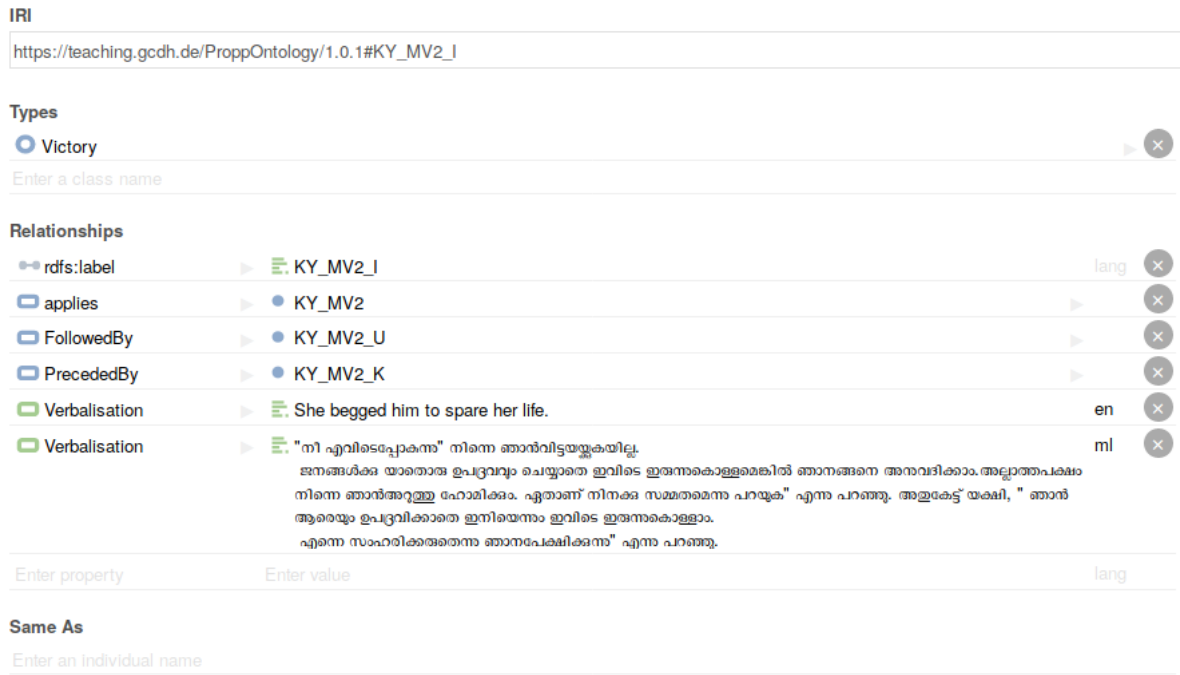 IRI
https://teaching.gcdh.de/ProppOntology/1.0.1#KY_MV2_I
Types
Victory
Enter a class name
Relationships
rdfs:label KY_MV2_I lang
applies KY_MV2
FollowedBy KY_MV2_U
PrecededBy KY_MV2_K
Verbalisation She begged him to spare her life. en
Verbalisation "നീ എവിടെപ്പോകുന്നു" നിന്നെ ഞാൻവിട്ടയയ്ക്കുകയില്ല. ml
ജനങ്ങൾക്കു യാതൊരു ഉപദ്രവവും ചെയ്യാതെ ഇവിടെ ഇരുന്നുകൊള്ളുമെങ്കിൽ ഞാനങ്ങനെ അനുവദിക്കാം.അല്ലാത്തപക്ഷം
നിന്നെ ഞാൻഅറുത്തു ഹോമിക്കും. ഏതാണ് നിനക്കു സമ്മതമെന്നു പറയുക" എന്നു പറഞ്ഞു. അതുകേട്ട് യക്ഷി, " ഞാൻ
ആരെയും ഉപദ്രവിക്കാതെ ഇനിയെന്നും ഇവിടെ ഇരുന്നുകൊള്ളാം.
എന്നെ സംഹരിക്കരുതെന്നു ഞാനപേക്ഷിക്കുന്നു" എന്നു പറഞ്ഞു.
Enter property Enter value lang
Same As
Enter an individual name